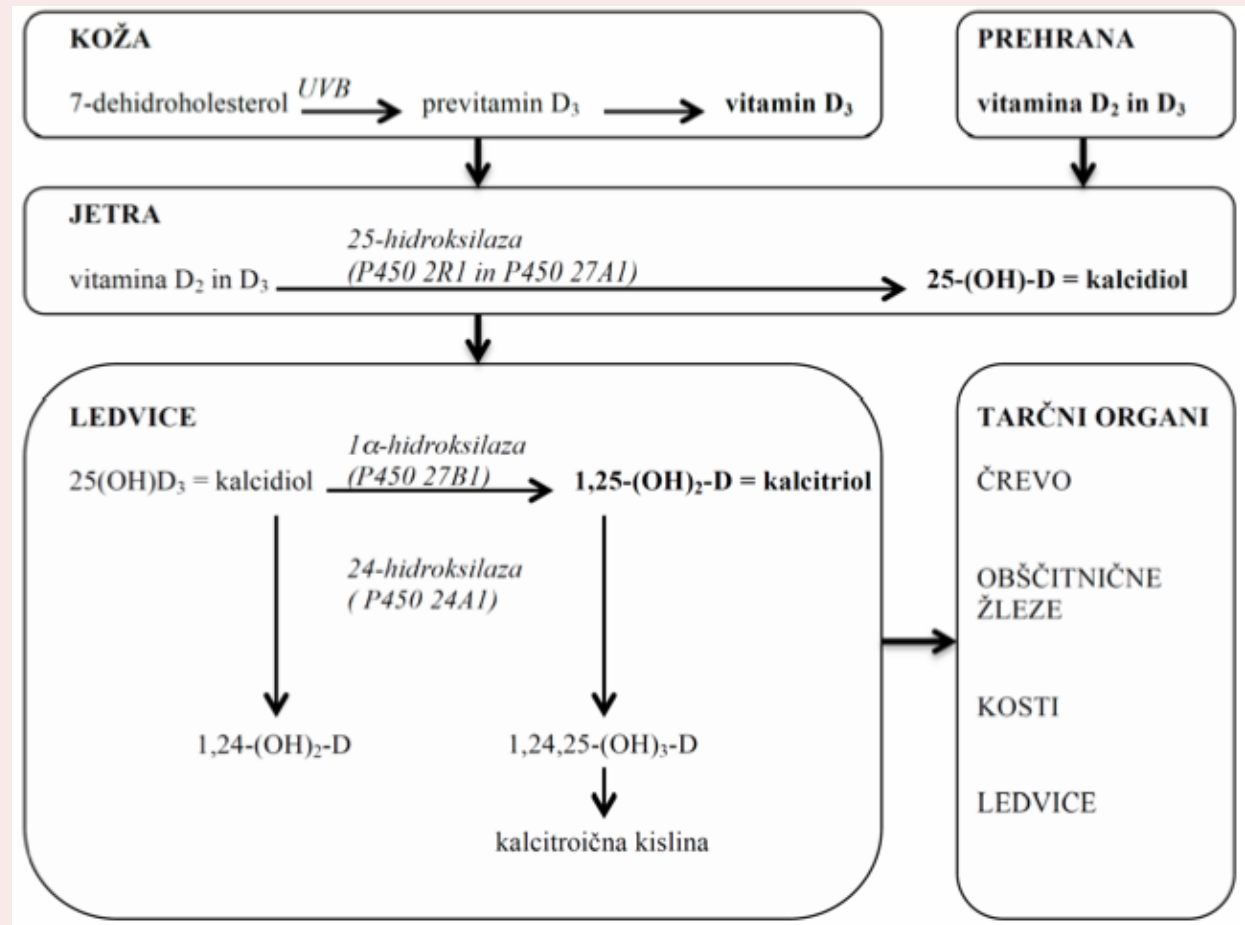 KOŽA
7-dehidroholesterol UVB previtamin D₃ vitamin D₃
PREHRANA
vitamina D₂ in D₃
JETRA
25-hidroksilaza
(P450 2R1 in P450 27A1)
vitamina D₂ in D₃ 25-(OH)-D = kalcidiol
LEDVICE
1α-hidroksilaza
(P450 27B1)
25(OH)D₃ = kalcidiol 1,25-(OH)₂-D = kalcitriol
24-hidroksilaza
( P450 24A1)
1,24-(OH)₂-D 1,24,25-(OH)₃-D
kalcitroična kislina
TARČNI ORGANI
ČREVO
OBŠČITNIČNE
ŽLEZE
KOSTI
LEDVICE